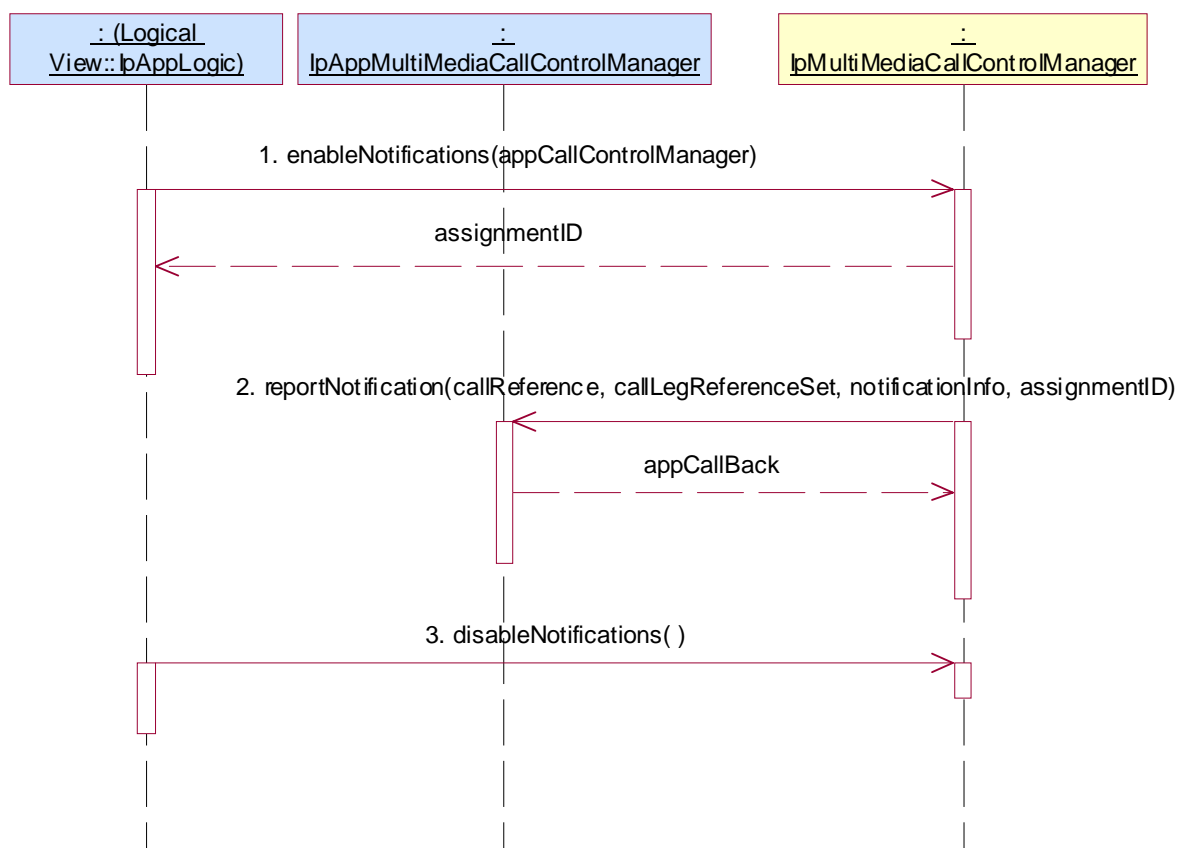 : (Logical
View::IpAppLogic)
:
IpAppMultiMediaCallControlManager
:
IpMultiMediaCallControlManager
1. enableNotifications(appCallControlManager)
assignmentID
2. reportNotification(callReference, callLegReferenceSet, notificationInfo, assignmentID)
appCallBack
3. disableNotifications( )